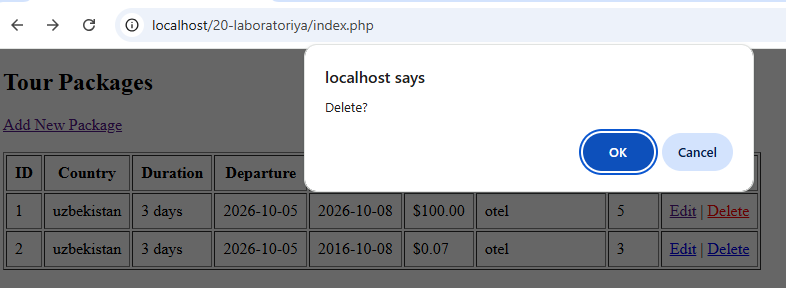 localhost/20-laboratoriya/index.php
localhost says
Delete?
OK Cancel
Tour Packages
Add New Package
ID Country Duration Departure
1 uzbekistan 3 days 2026-10-05 2026-10-08 $100.00 otel 5 Edit | Delete
2 uzbekistan 3 days 2026-10-05 2016-10-08 $0.07 otel 3 Edit | Delete